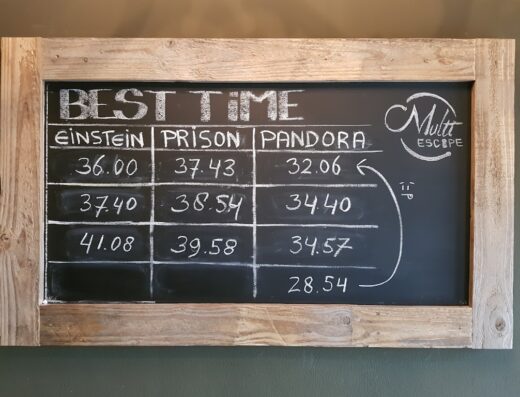 BEST TIME
Multi
ESCAPE
EINSTEIN PRISON PANDORA
36.00 37.43 32.06
37.40 38.54 34.40
41.08 39.58 34.57
28.54